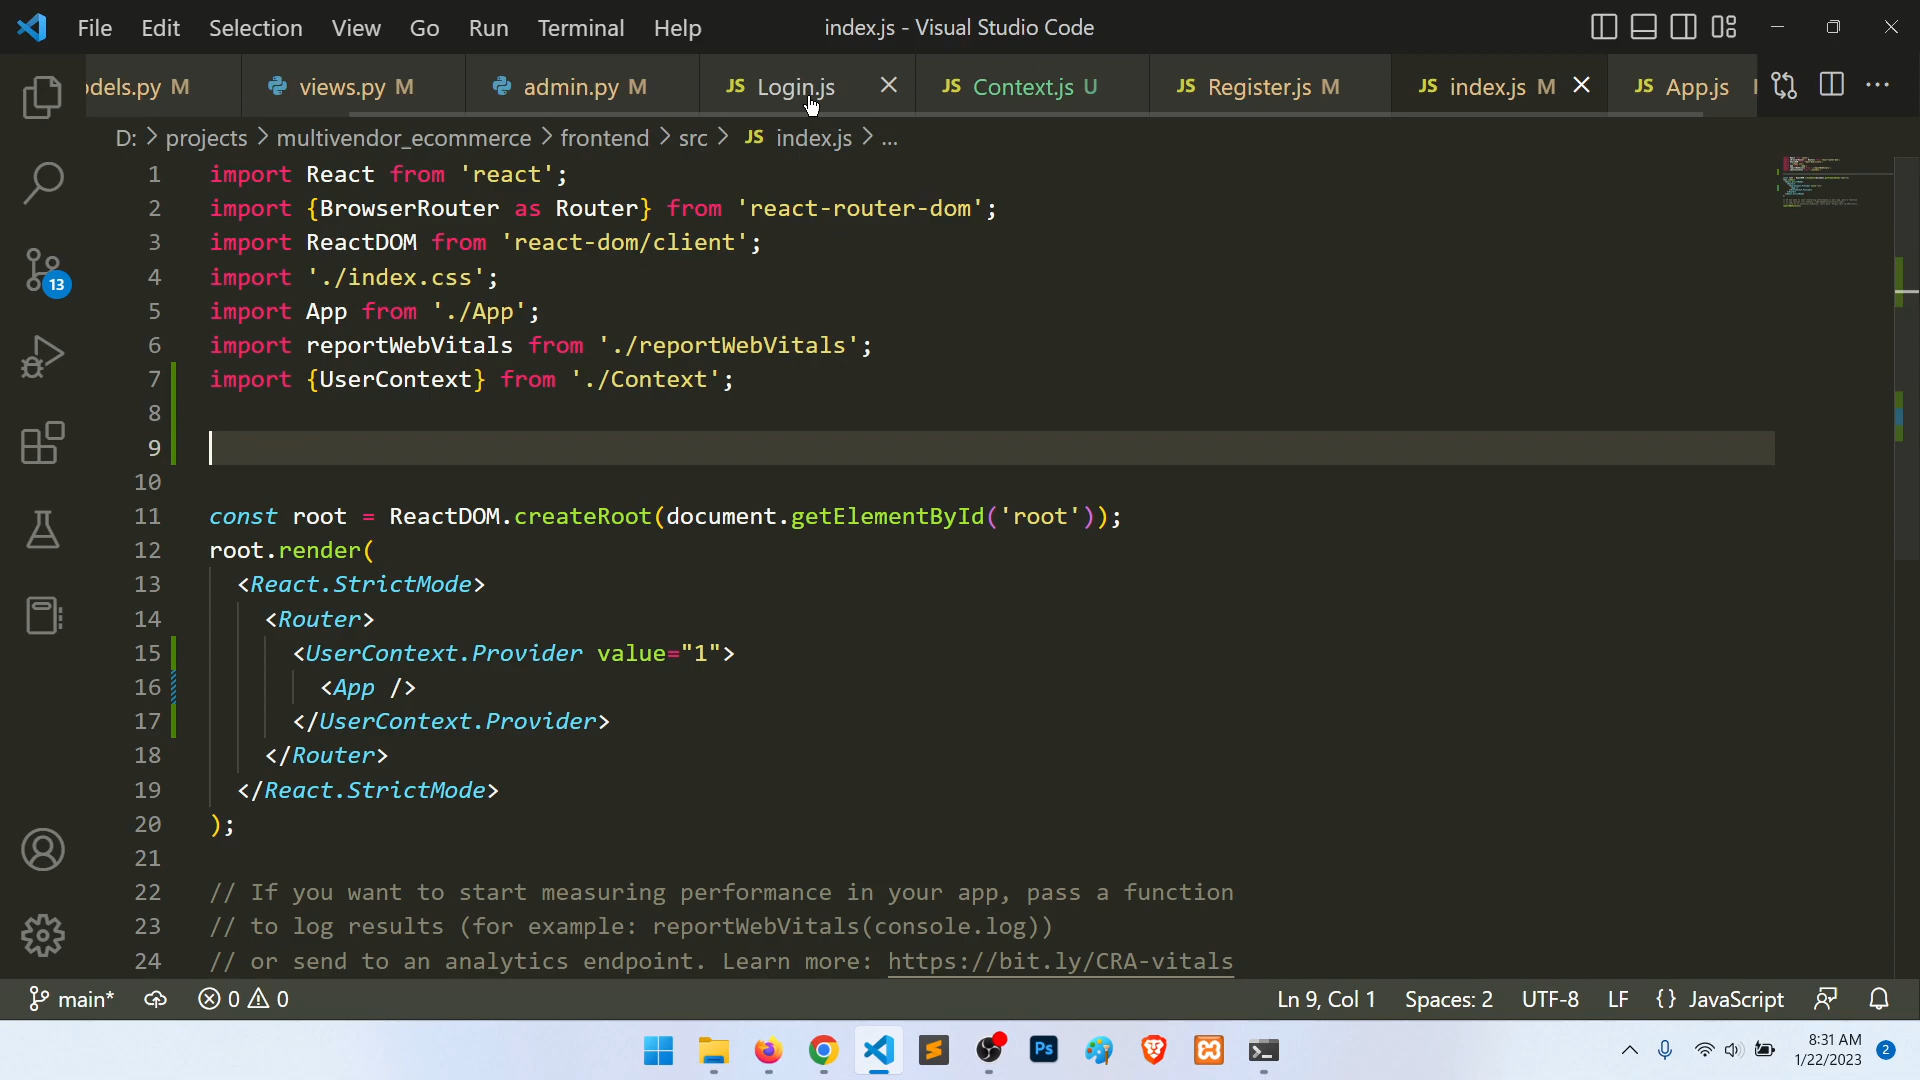 File Edit Selection View Go Run Terminal Help index.js - Visual Studio Code
dels.py M views.py M admin.py M JS Login.js JS Context.js U JS Register.js M JS index.js M JS App.js
D: > projects > multivendor_ecommerce > frontend > src > JS index.js > ...
1 import React from 'react';
2 import {BrowserRouter as Router} from 'react-router-dom';
3 import ReactDOM from 'react-dom/client';
4 import './index.css';
5 import App from './App';
6 import reportWebVitals from './reportWebVitals';
7 import {UserContext} from './Context';
8
9
10
11 const root = ReactDOM.createRoot(document.getElementById('root'));
12 root.render(
13 <React.StrictMode>
14 <Router>
15 <UserContext.Provider value="1">
16 <App />
17 </UserContext.Provider>
18 </Router>
19 </React.StrictMode>
20 );
21
22 // If you want to start measuring performance in your app, pass a function
23 // to log results (for example: reportWebVitals(console.log))
24 // or send to an analytics endpoint. Learn more: https://bit.ly/CRA-vitals
13
main* 0 0 Ln 9, Col 1 Spaces: 2 UTF-8 LF {} JavaScript
Ps
8:31 AM
1/22/2023 2